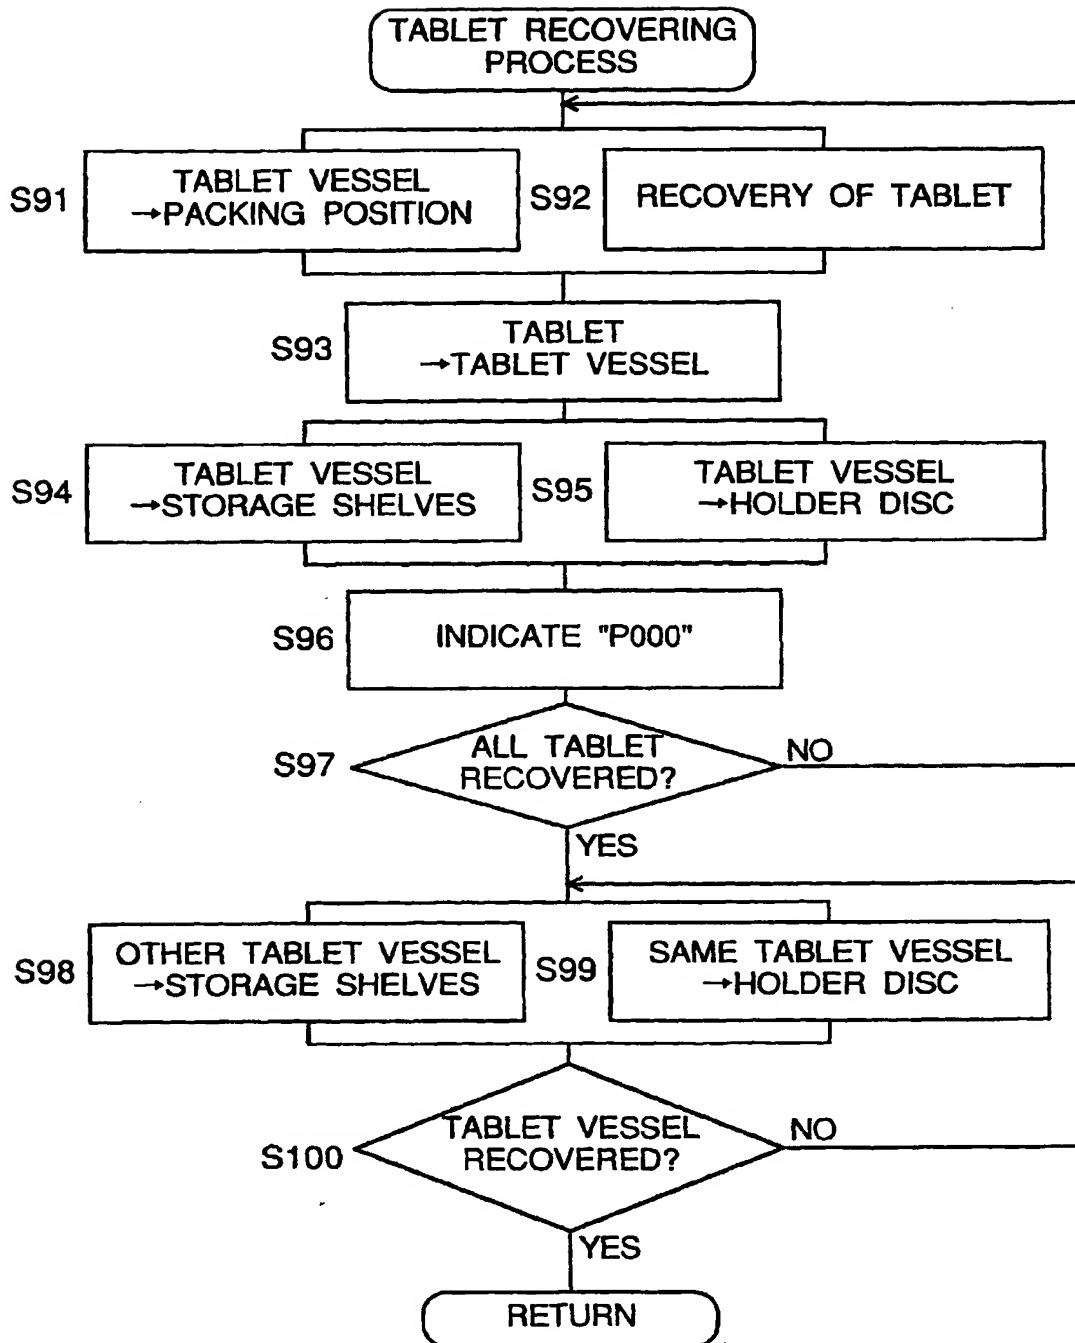 TABLET RECOVERING
PROCESS
S91
TABLET VESSEL
→PACKING POSITION
S92
RECOVERY OF TABLET
S93
TABLET
→TABLET VESSEL
S94
TABLET VESSEL
→STORAGE SHELVES
S95
TABLET VESSEL
→HOLDER DISC
S96
INDICATE "P000"
S97
ALL TABLET
RECOVERED?
NO
YES
S98
OTHER TABLET VESSEL
→STORAGE SHELVES
S99
SAME TABLET VESSEL
→HOLDER DISC
S100
TABLET VESSEL
RECOVERED?
NO
YES
RETURN